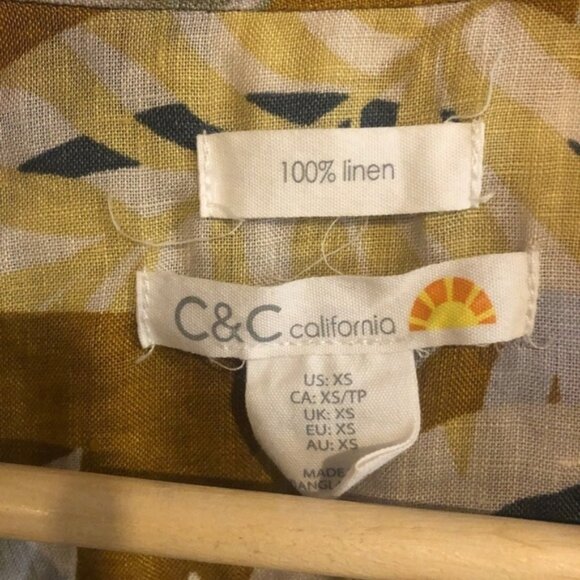 100% linen
C&C california
US: XS
CA: XS/TP
UK: XS
EU: XS
AU: XS
MADE